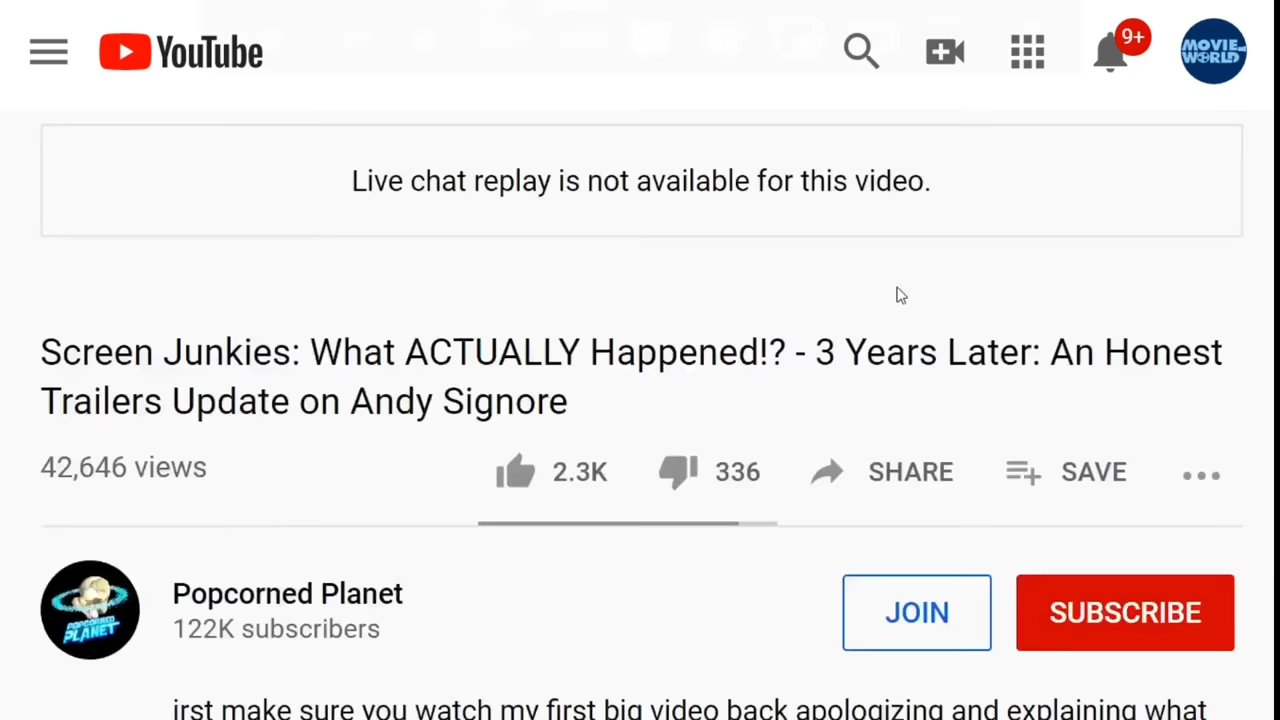 YouTube
9+
MOVIE
WORLD
Live chat replay is not available for this video.
Screen Junkies: What ACTUALLY Happened!? - 3 Years Later: An Honest
Trailers Update on Andy Signore
42,646 views
2.3K
336
SHARE
SAVE
POPCORNED
PLANET
Popcorned Planet
122K subscribers
JOIN
SUBSCRIBE
irst make sure you watch my first big video back apologizing and explaining what